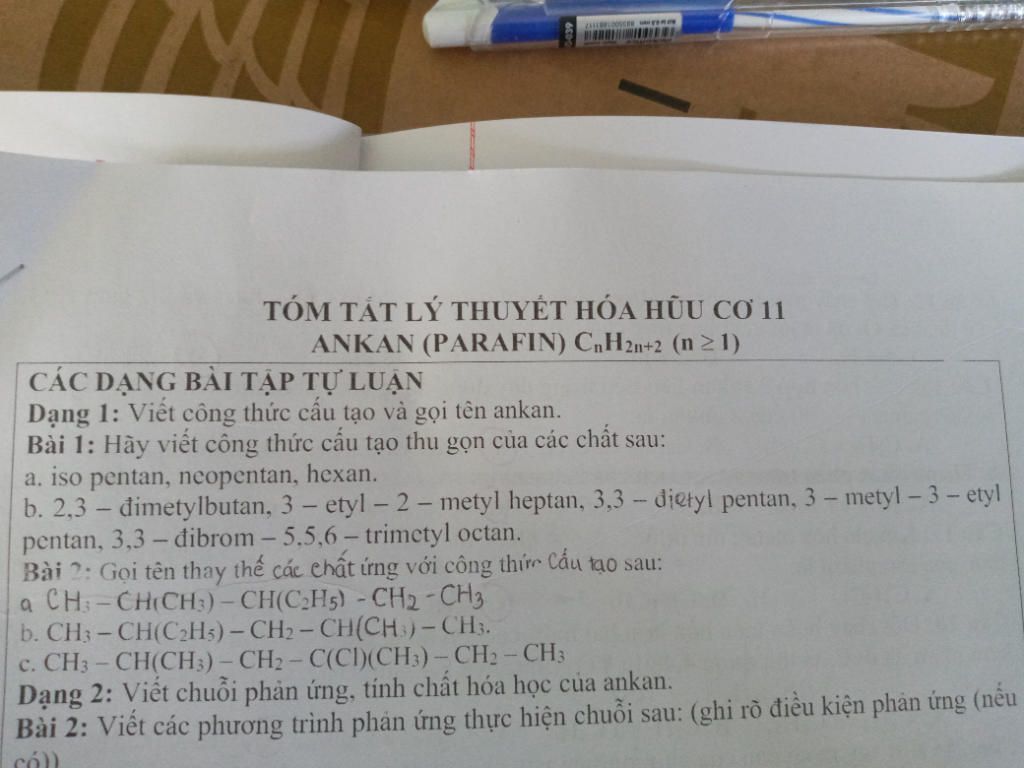 TÓM TẮT LÝ THUYẾT HÓA HỮU CƠ 11
ANKAN (PARAFIN) CnH2n+2 (n ≥ 1)
CÁC DẠNG BÀI TẬP TỰ LUẬN
Dạng 1: Viết công thức cấu tạo và gọi tên ankan.
Bài 1: Hãy viết công thức cấu tạo thu gọn của các chất sau:
a. iso pentan, neopentan, hexan.
b. 2,3 – đimetylbutan, 3 – etyl – 2 – metyl heptan, 3,3 – đietyl pentan, 3 – metyl – 3 – etyl
pentan, 3,3 – đibrom – 5,5,6 – trimetyl octan.
Bài 2: Gọi tên thay thế các chất ứng với công thức Cấu tạo sau:
a CH3 – CH(CH3) – CH(C2H5) - CH2 - CH3
b. CH3 – CH(C2H5) – CH2 – CH(CH3) – CH3.
c. CH3 – CH(CH3) – CH2 – C(Cl)(CH3) – CH2 – CH3
Dạng 2: Viết chuỗi phản ứng, tính chất hóa học của ankan.
Bài 2: Viết các phương trình phản ứng thực hiện chuỗi sau: (ghi rõ điều kiện phản ứng (nếu
có))